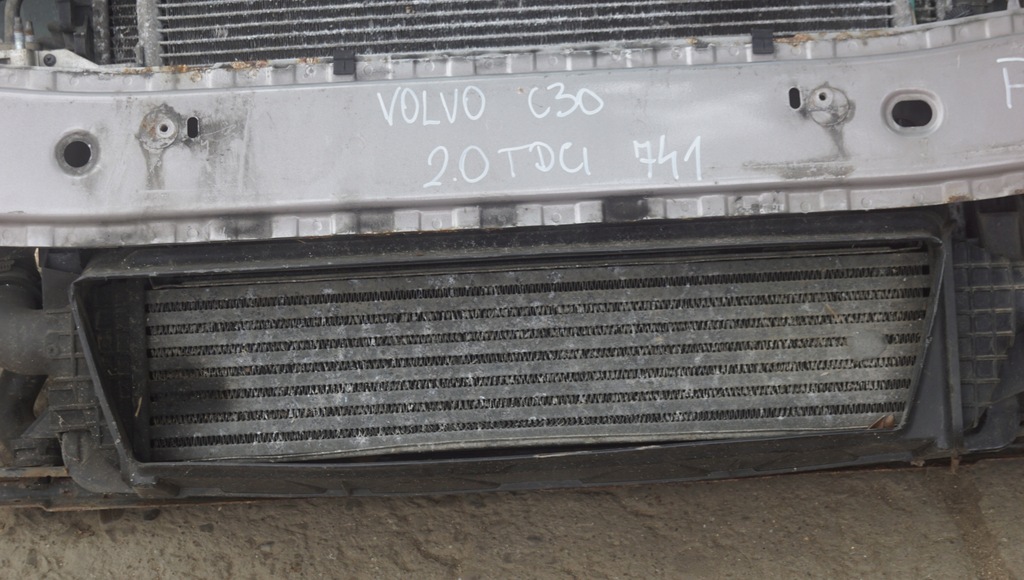 VOLVO C30
2.0 TDCI 741